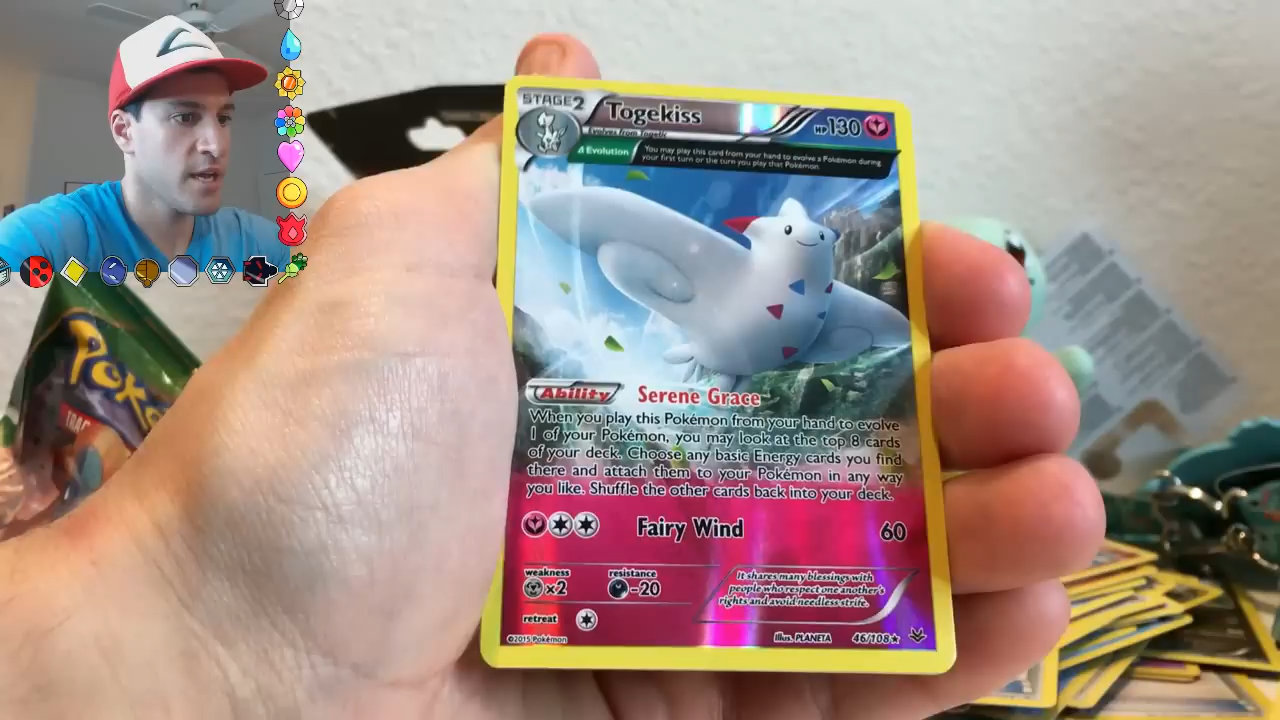 STAGE2
Togekiss
HP130
Evolves from Togetic
Δ Evolution
You may play this card from your hand to evolve a Pokémon during
your first turn or the turn you play that Pokémon.
Ability Serene Grace
When you play this Pokémon from your hand to evolve
1 of your Pokémon, you may look at the top 8 cards
of your deck. Choose any basic Energy cards you find
there and attach them to your Pokémon in any way
you like. Shuffle the other cards back into your deck.
Fairy Wind 60
weakness
×2
resistance
-20
It shares many blessings with
people who respect one another's
rights and avoid needless strife.
retreat
©2015 Pokémon
Illus. PLANETA
46/108★